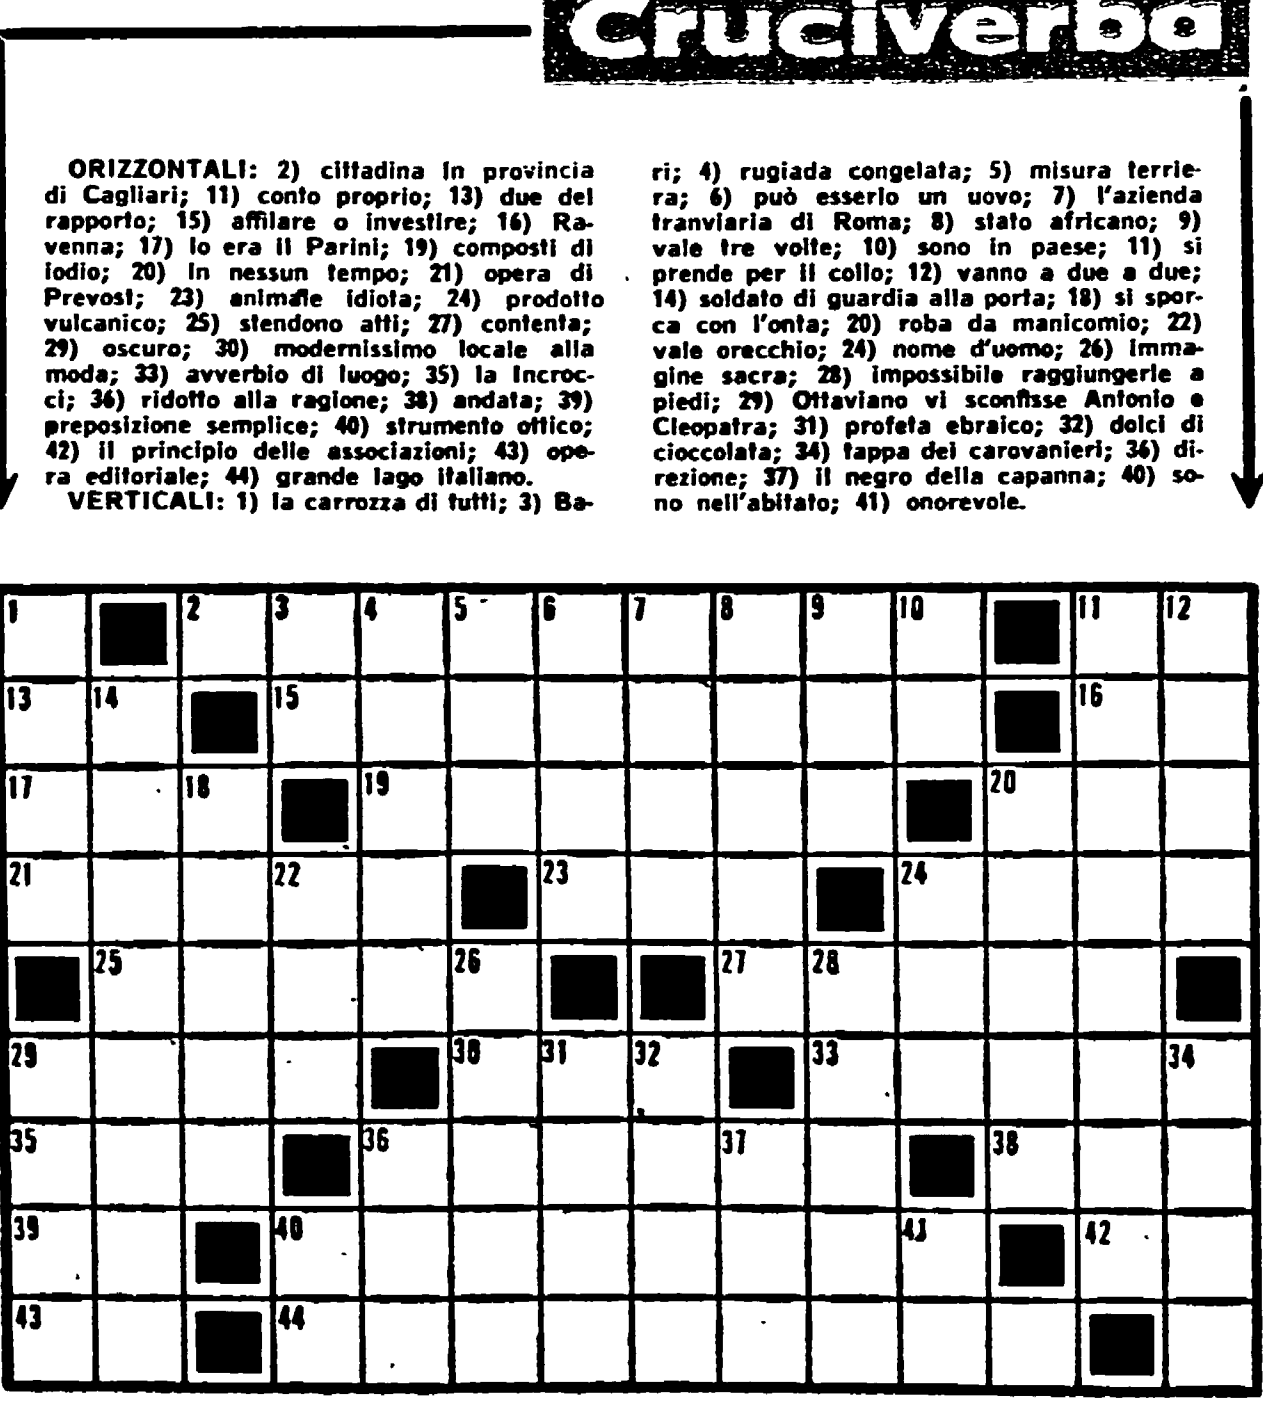 Cruciverba
ORIZZONTALI: 2) cittadina in provincia
di Cagliari; 11) conto proprio; 13) due del
rapporto; 15) affilare o investire; 16) Ra-
venna; 17) lo era il Parini; 19) composti di
iodio; 20) in nessun tempo; 21) opera di
Prevost; 23) animale idiota; 24) prodotto
vulcanico; 25) stendono atti; 27) contenta;
29) oscuro; 30) modernissimo locale alla
moda; 33) avverbio di luogo; 35) la incroc-
ci; 36) ridotto alla ragione; 38) andata; 39)
preposizione semplice; 40) strumento ottico;
42) il principio delle associazioni; 43) ope-
ra editoriale; 44) grande lago italiano.
VERTICALI: 1) la carrozza di tutti; 3) Ba-
ri; 4) rugiada congelata; 5) misura terrie-
ra; 6) può esserlo un uovo; 7) l'azienda
tranviaria di Roma; 8) stato africano; 9)
vale tre volte; 10) sono in paese; 11) si
prende per il collo; 12) vanno a due a due;
14) soldato di guardia alla porta; 18) si spor-
ca con l'onta; 20) roba da manicomio; 22)
vale orecchio; 24) nome d'uomo; 26) imma-
gine sacra; 28) impossibile raggiungerle a
piedi; 29) Ottaviano vi sconfisse Antonio e
Cleopatra; 31) profeta ebraico; 32) dolci di
cioccolata; 34) tappa dei carovanieri; 36) di-
rezione; 37) il negro della capanna; 40) so-
no nell'abitato; 41) onorevole.
1 2 3 4 5 6 7 8 9 10 11 12
13 14 15 16
17 18 19 20
21 22 23 24
25 26 27 28
29 30 31 32 33 34
35 36 37 38
39 40 41 42
43 44